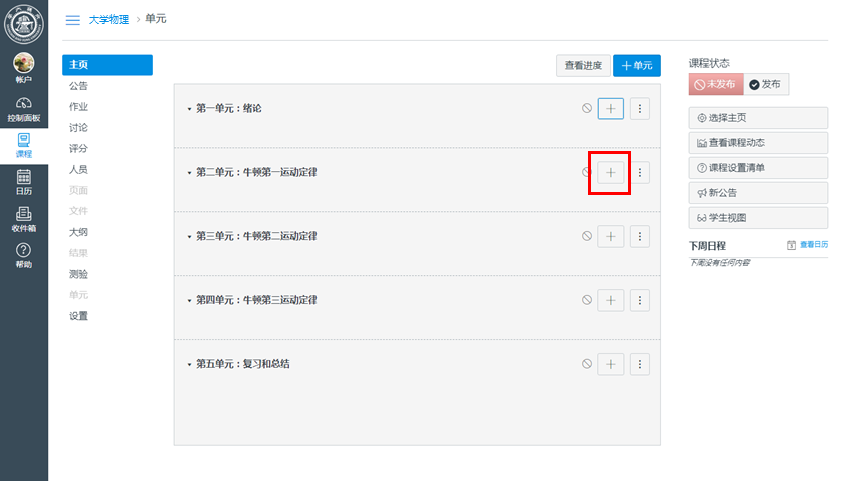 大学物理 › 单元
帐户
控制面板
课程
日历
收件箱
帮助
主页
公告
作业
讨论
评分
人员
页面
文件
大纲
结果
测验
单元
设置
查看进度
+ 单元
第一单元：绪论
第二单元：牛顿第一运动定律
第三单元：牛顿第二运动定律
第四单元：牛顿第三运动定律
第五单元：复习和总结
课程状态
未发布 发布
选择主页
查看课程动态
课程设置清单
新公告
学生视图
下周日程 查看日历
下周没有任何内容